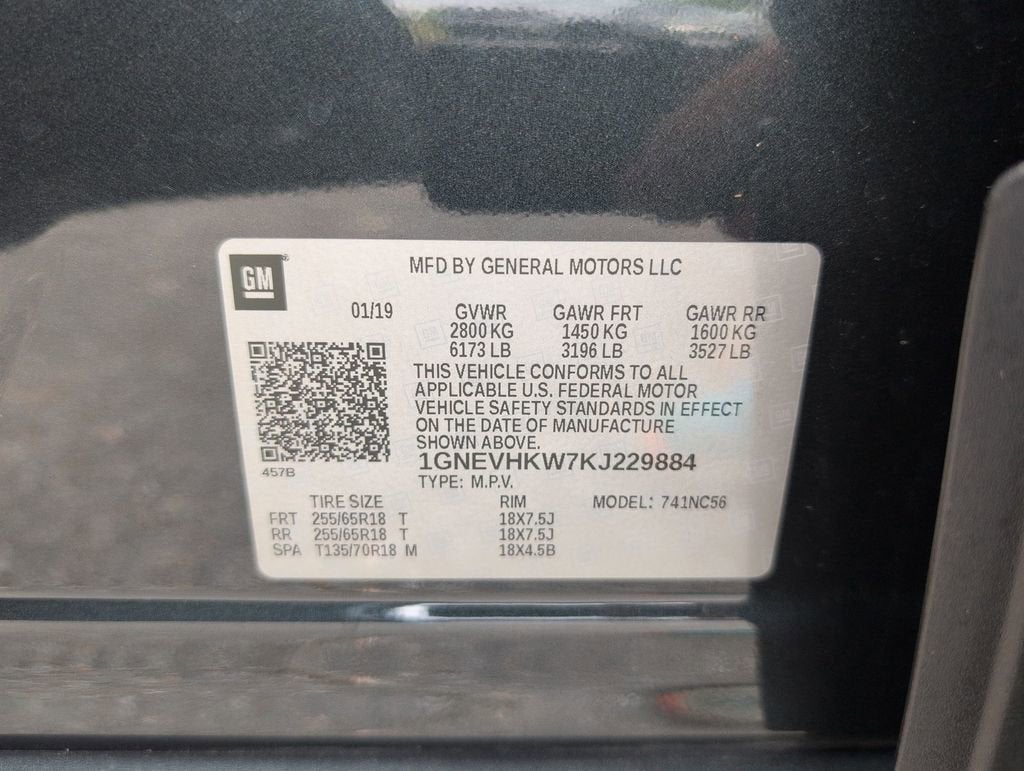 GM
MFD BY GENERAL MOTORS LLC
01/19 GVWR GAWR FRT GAWR RR
2800 KG 1450 KG 1600 KG
6173 LB 3196 LB 3527 LB
THIS VEHICLE CONFORMS TO ALL
APPLICABLE U.S. FEDERAL MOTOR
VEHICLE SAFETY STANDARDS IN EFFECT
ON THE DATE OF MANUFACTURE
SHOWN ABOVE.
457B
1GNEVHKW7KJ229884
TYPE: M.P.V.
TIRE SIZE RIM MODEL: 741NC56
FRT 255/65R18 T 18X7.5J
RR 255/65R18 T 18X7.5J
SPA T135/70R18 M 18X4.5B